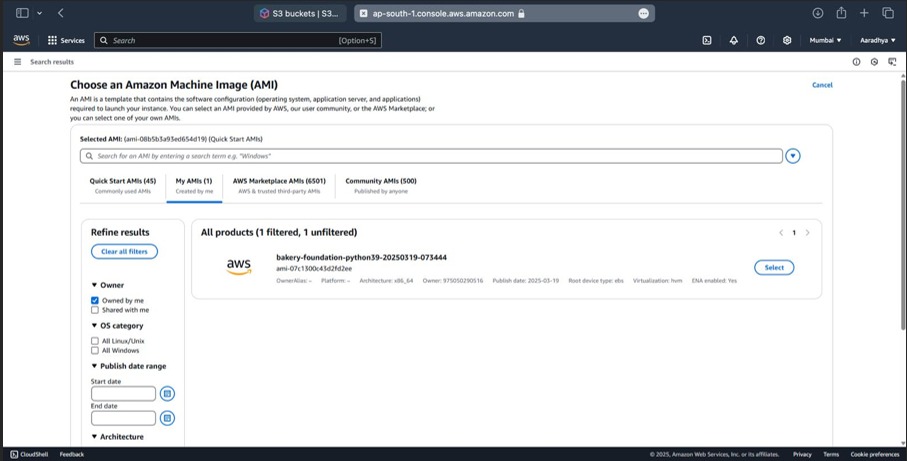 S3 buckets | S3...
ap-south-1.console.aws.amazon.com
aws
Services
Search
[Option+S]
Mumbai
Aaradhya
Search results
Choose an Amazon Machine Image (AMI)
Cancel
An AMI is a template that contains the software configuration (operating system, application server, and applications)
required to launch your instance. You can select an AMI provided by AWS, our user community, or the AWS Marketplace; or
you can select one of your own AMIs.
Selected AMI: (ami-08b5b3a93ed654d19) (Quick Start AMIs)
Search for an AMI by entering a search term e.g. "Windows"
Quick Start AMIs (45)
Commonly used AMIs
My AMIs (1)
Created by me
AWS Marketplace AMIs (6501)
AWS & trusted third-party AMIs
Community AMIs (500)
Published by anyone
Refine results
Clear all filters
Owner
Owned by me
Shared with me
OS category
All Linux/Unix
All Windows
Publish date range
Start date
End date
Architecture
All products (1 filtered, 1 unfiltered)
1
aws
bakery-foundation-python39-20250319-073444
ami-07c1300c43d2fd2ee
OwnerAlias: – Platform: – Architecture: x86_64 Owner: 975050290516 Publish date: 2025-03-19 Root device type: ebs Virtualization: hvm ENA enabled: Yes
Select
CloudShell
Feedback
© 2025, Amazon Web Services, Inc. or its affiliates.
Privacy
Terms
Cookie preferences